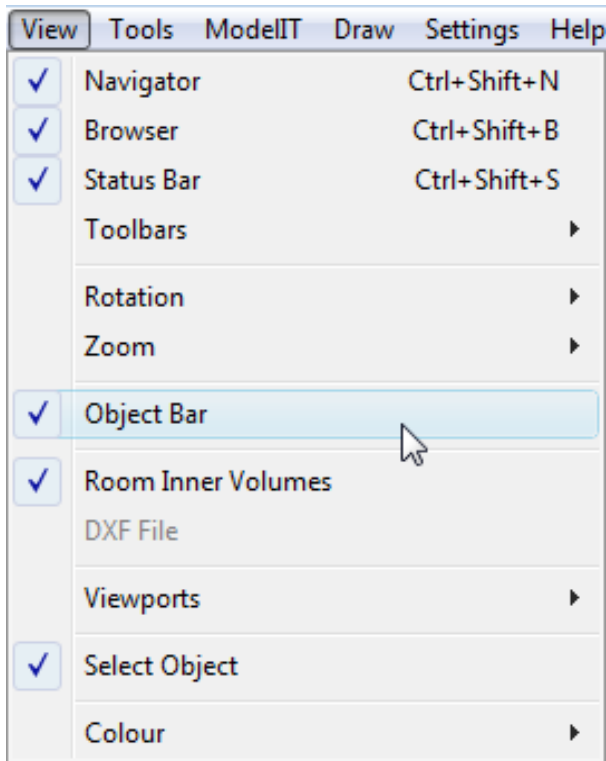 View Tools ModelIT Draw Settings Help
Navigator Ctrl+Shift+N
Browser Ctrl+Shift+B
Status Bar Ctrl+Shift+S
Toolbars
Rotation
Zoom
Object Bar
Room Inner Volumes
DXF File
Viewports
Select Object
Colour